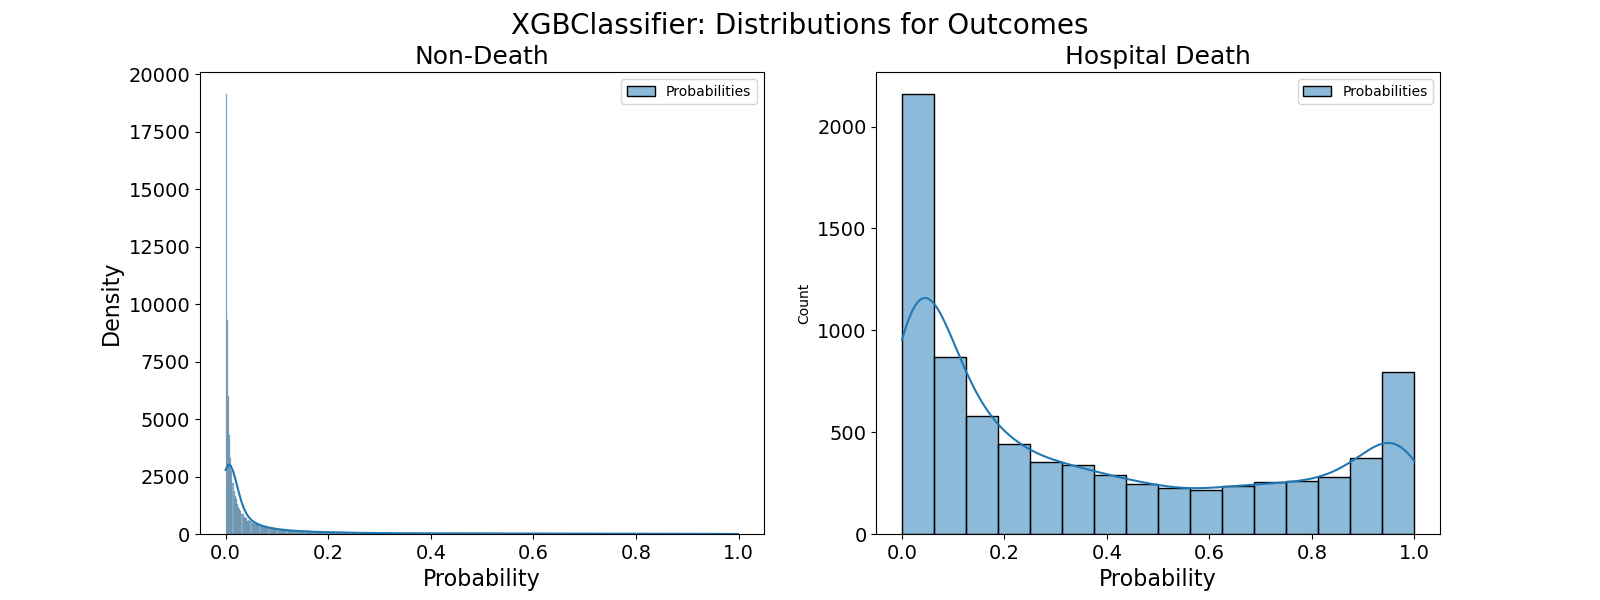 XGBClassifier: Distributions for Outcomes
Non-Death
Probabilities
20000
17500
15000
12500
10000
7500
5000
2500
0
Density
0.0 0.2 0.4 0.6 0.8 1.0
Probability
Hospital Death
Probabilities
2000
1500
1000
500
0
Count
0.0 0.2 0.4 0.6 0.8 1.0
Probability